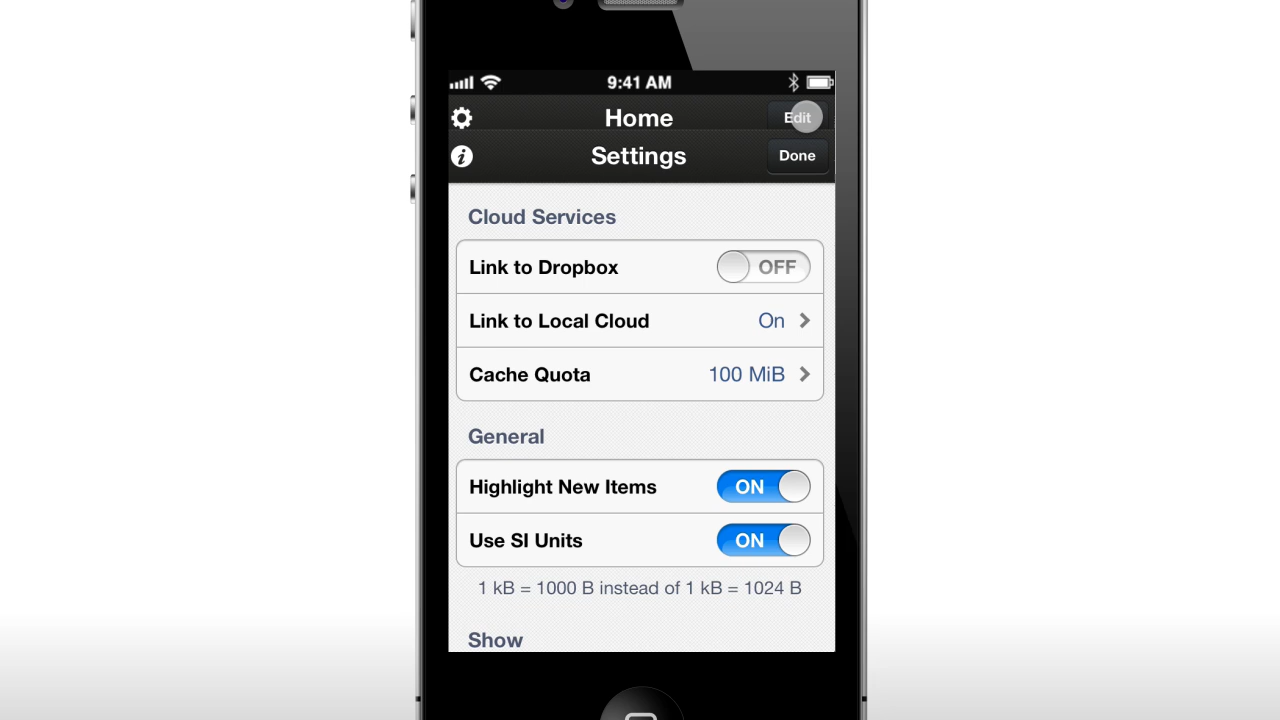 9:41 AM
Home
Edit
Settings
Done
Cloud Services
Link to Dropbox
OFF
Link to Local Cloud
On
Cache Quota
100 MiB
General
Highlight New Items
ON
Use SI Units
ON
1 kB = 1000 B instead of 1 kB = 1024 B
Show